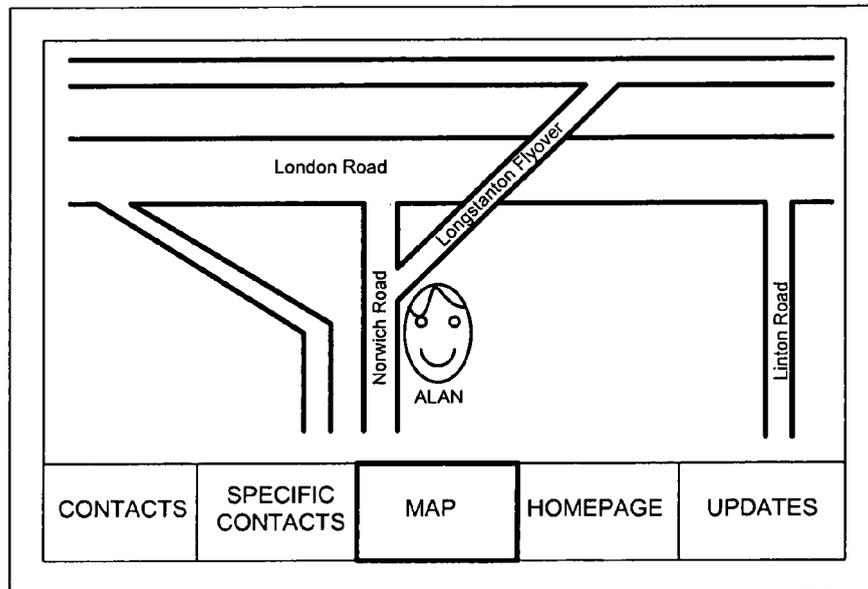 London Road
Longstanton Flyover
Norwich Road
Linton Road
ALAN
CONTACTS
SPECIFIC
CONTACTS
MAP
HOMEPAGE
UPDATES